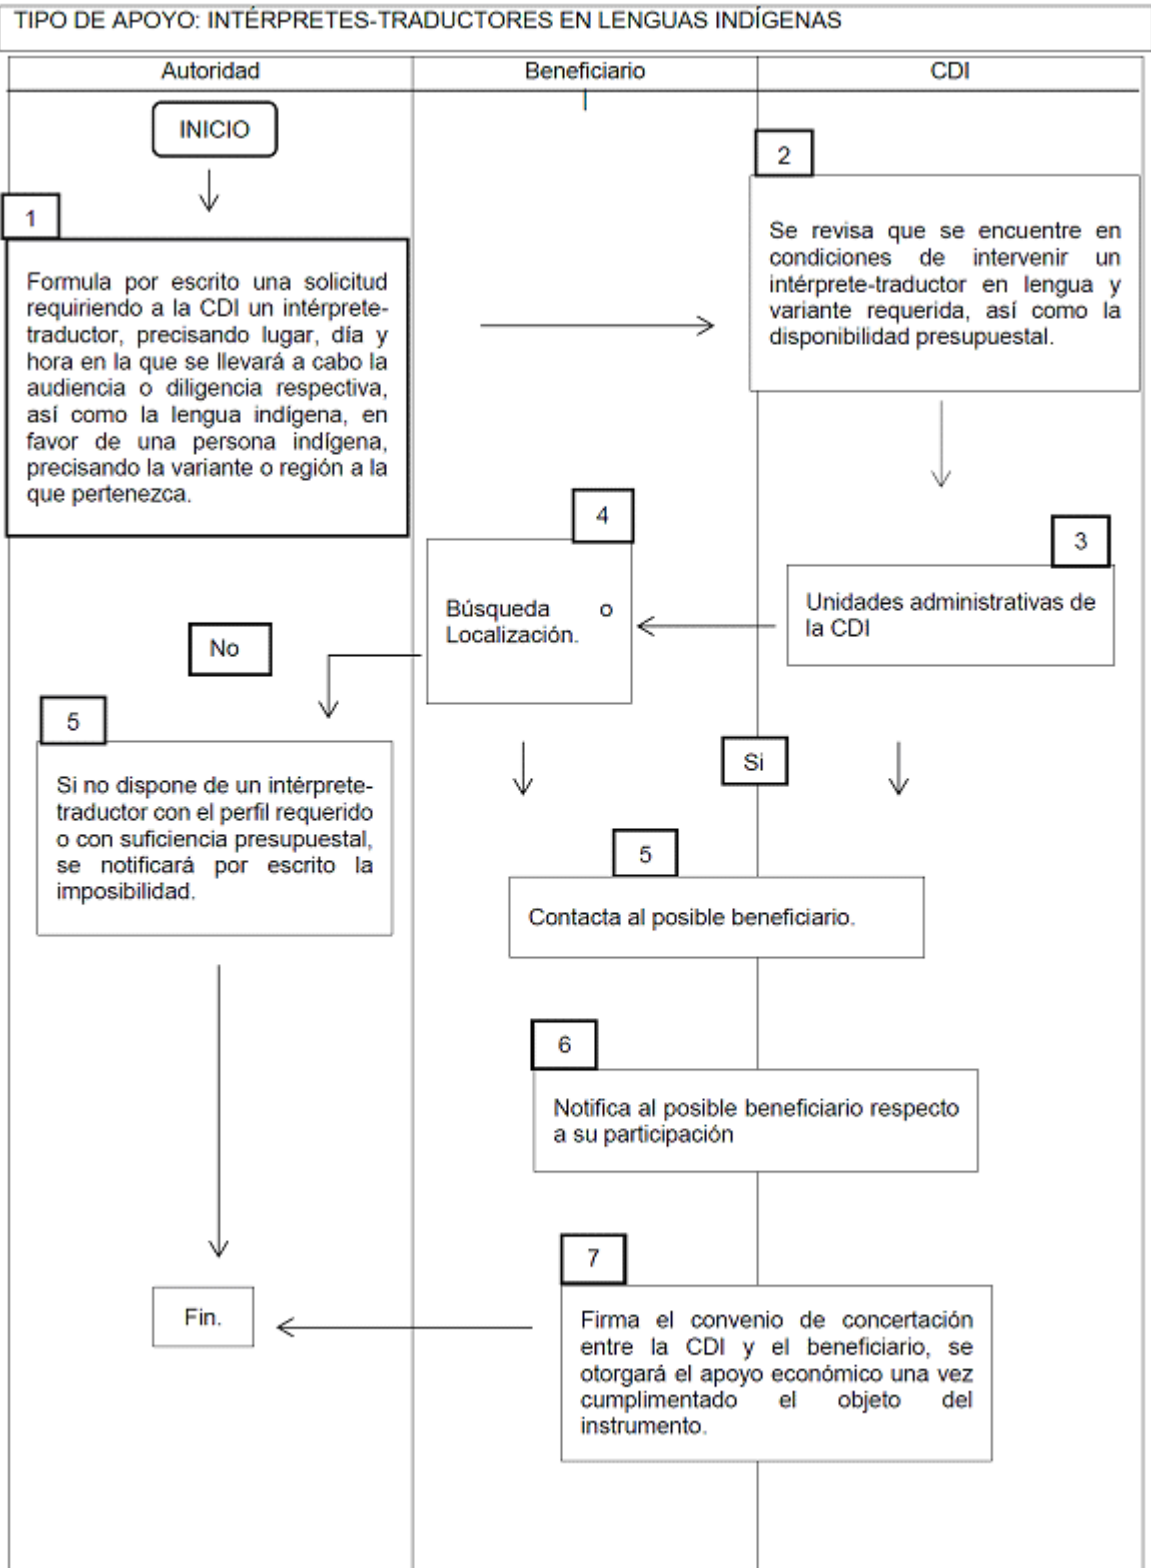 TIPO DE APOYO: INTÉRPRETES-TRADUCTORES EN LENGUAS INDÍGENAS
Autoridad
Beneficiario
CDI
INICIO
1
Formula por escrito una solicitud
requiriendo a la CDI un intérprete-
traductor, precisando lugar, día y
hora en la que se llevará a cabo la
audiencia o diligencia respectiva,
así como la lengua indígena, en
favor de una persona indígena,
precisando la variante o región a la
que pertenezca.
2
Se revisa que se encuentre en
condiciones de intervenir un
intérprete-traductor en lengua y
variante requerida, así como la
disponibilidad presupuestal.
3
Unidades administrativas de
la CDI
4
Búsqueda o
Localización.
No
5
Si no dispone de un intérprete-
traductor con el perfil requerido
o con suficiencia presupuestal,
se notificará por escrito la
imposibilidad.
Si
5
Contacta al posible beneficiario.
6
Notifica al posible beneficiario respecto
a su participación
7
Firma el convenio de concertación
entre la CDI y el beneficiario, se
otorgará el apoyo económico una vez
cumplimentado el objeto del
instrumento.
Fin.